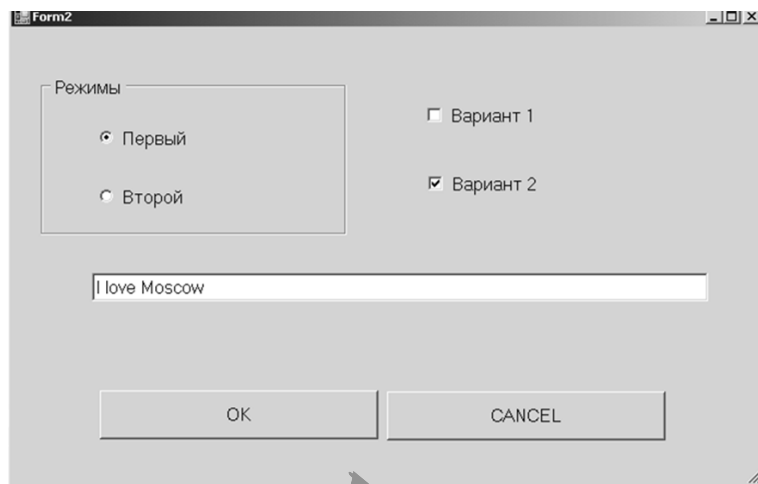 Form2
Режимы
Первый
Второй
Вариант 1
Вариант 2
I love Moscow
OK
CANCEL